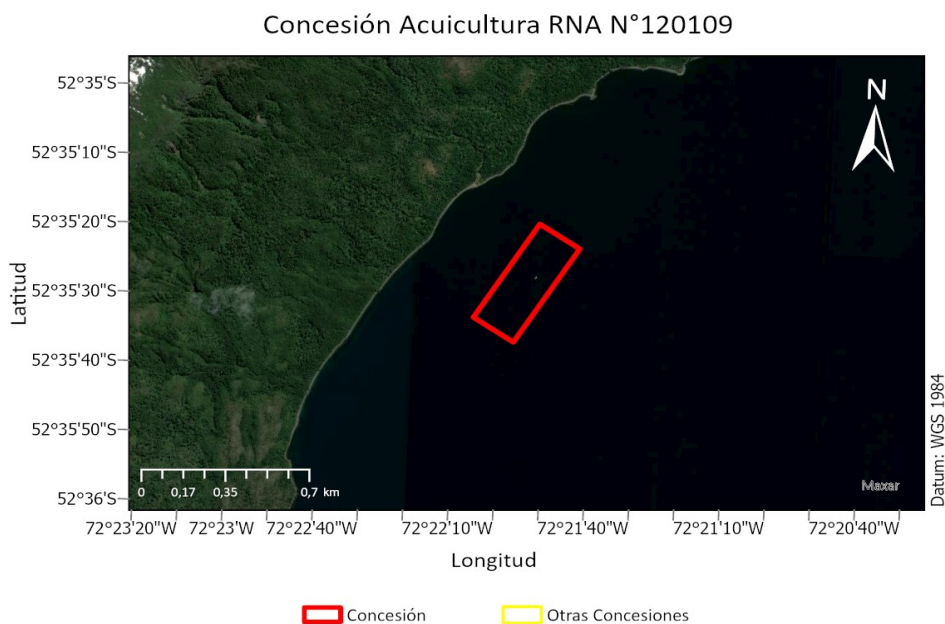 Concesión Acuicultura RNA N°120109
N
52°35'S
52°35'10"S
52°35'20"S
52°35'30"S
52°35'40"S
52°35'50"S
52°36'S
Latitud
0 0,17 0,35 0,7 km
Maxar
Datum: WGS 1984
72°23'20"W 72°23'W 72°22'40"W 72°22'10"W 72°21'40"W 72°21'10"W 72°20'40"W
Longitud
Concesión Otras Concesiones